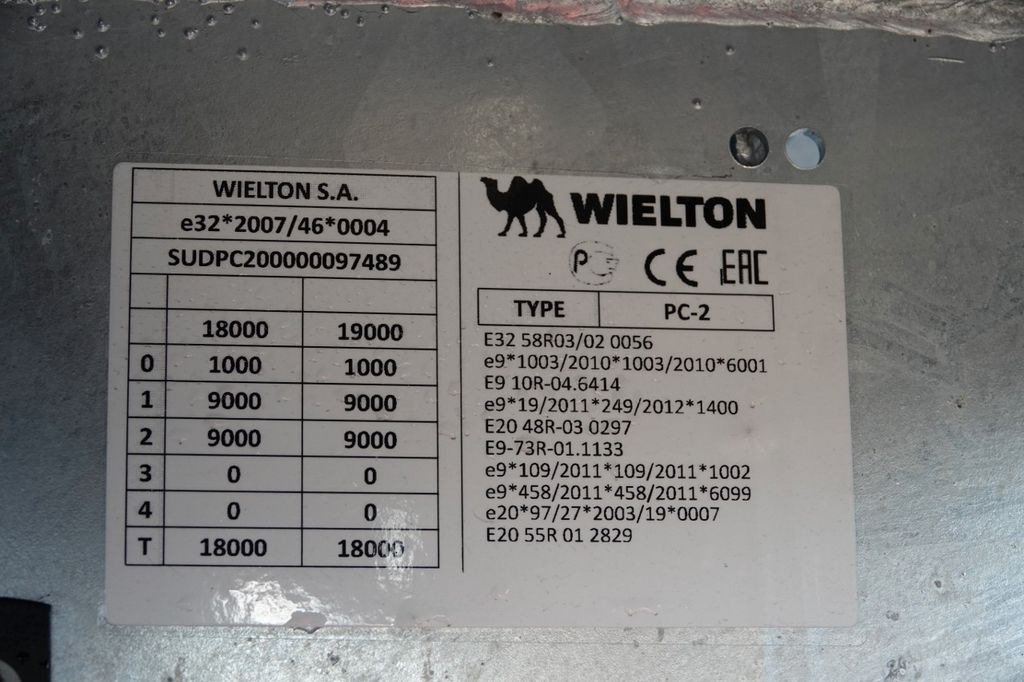 WIELTON S.A.
e32*2007/46*0004
SUDPC200000097489
18000 19000
0 1000 1000
1 9000 9000
2 9000 9000
3 0 0
4 0 0
T 18000 18000
WIELTON
CE EAC
TYPE PC-2
E32 58R03/02 0056
e9*1003/2010*1003/2010*6001
E9 10R-04.6414
e9*19/2011*249/2012*1400
E20 48R-03 0297
E9-73R-01.1133
e9*109/2011*109/2011*1002
e9*458/2011*458/2011*6099
e20*97/27*2003/19*0007
E20 55R 01 2829